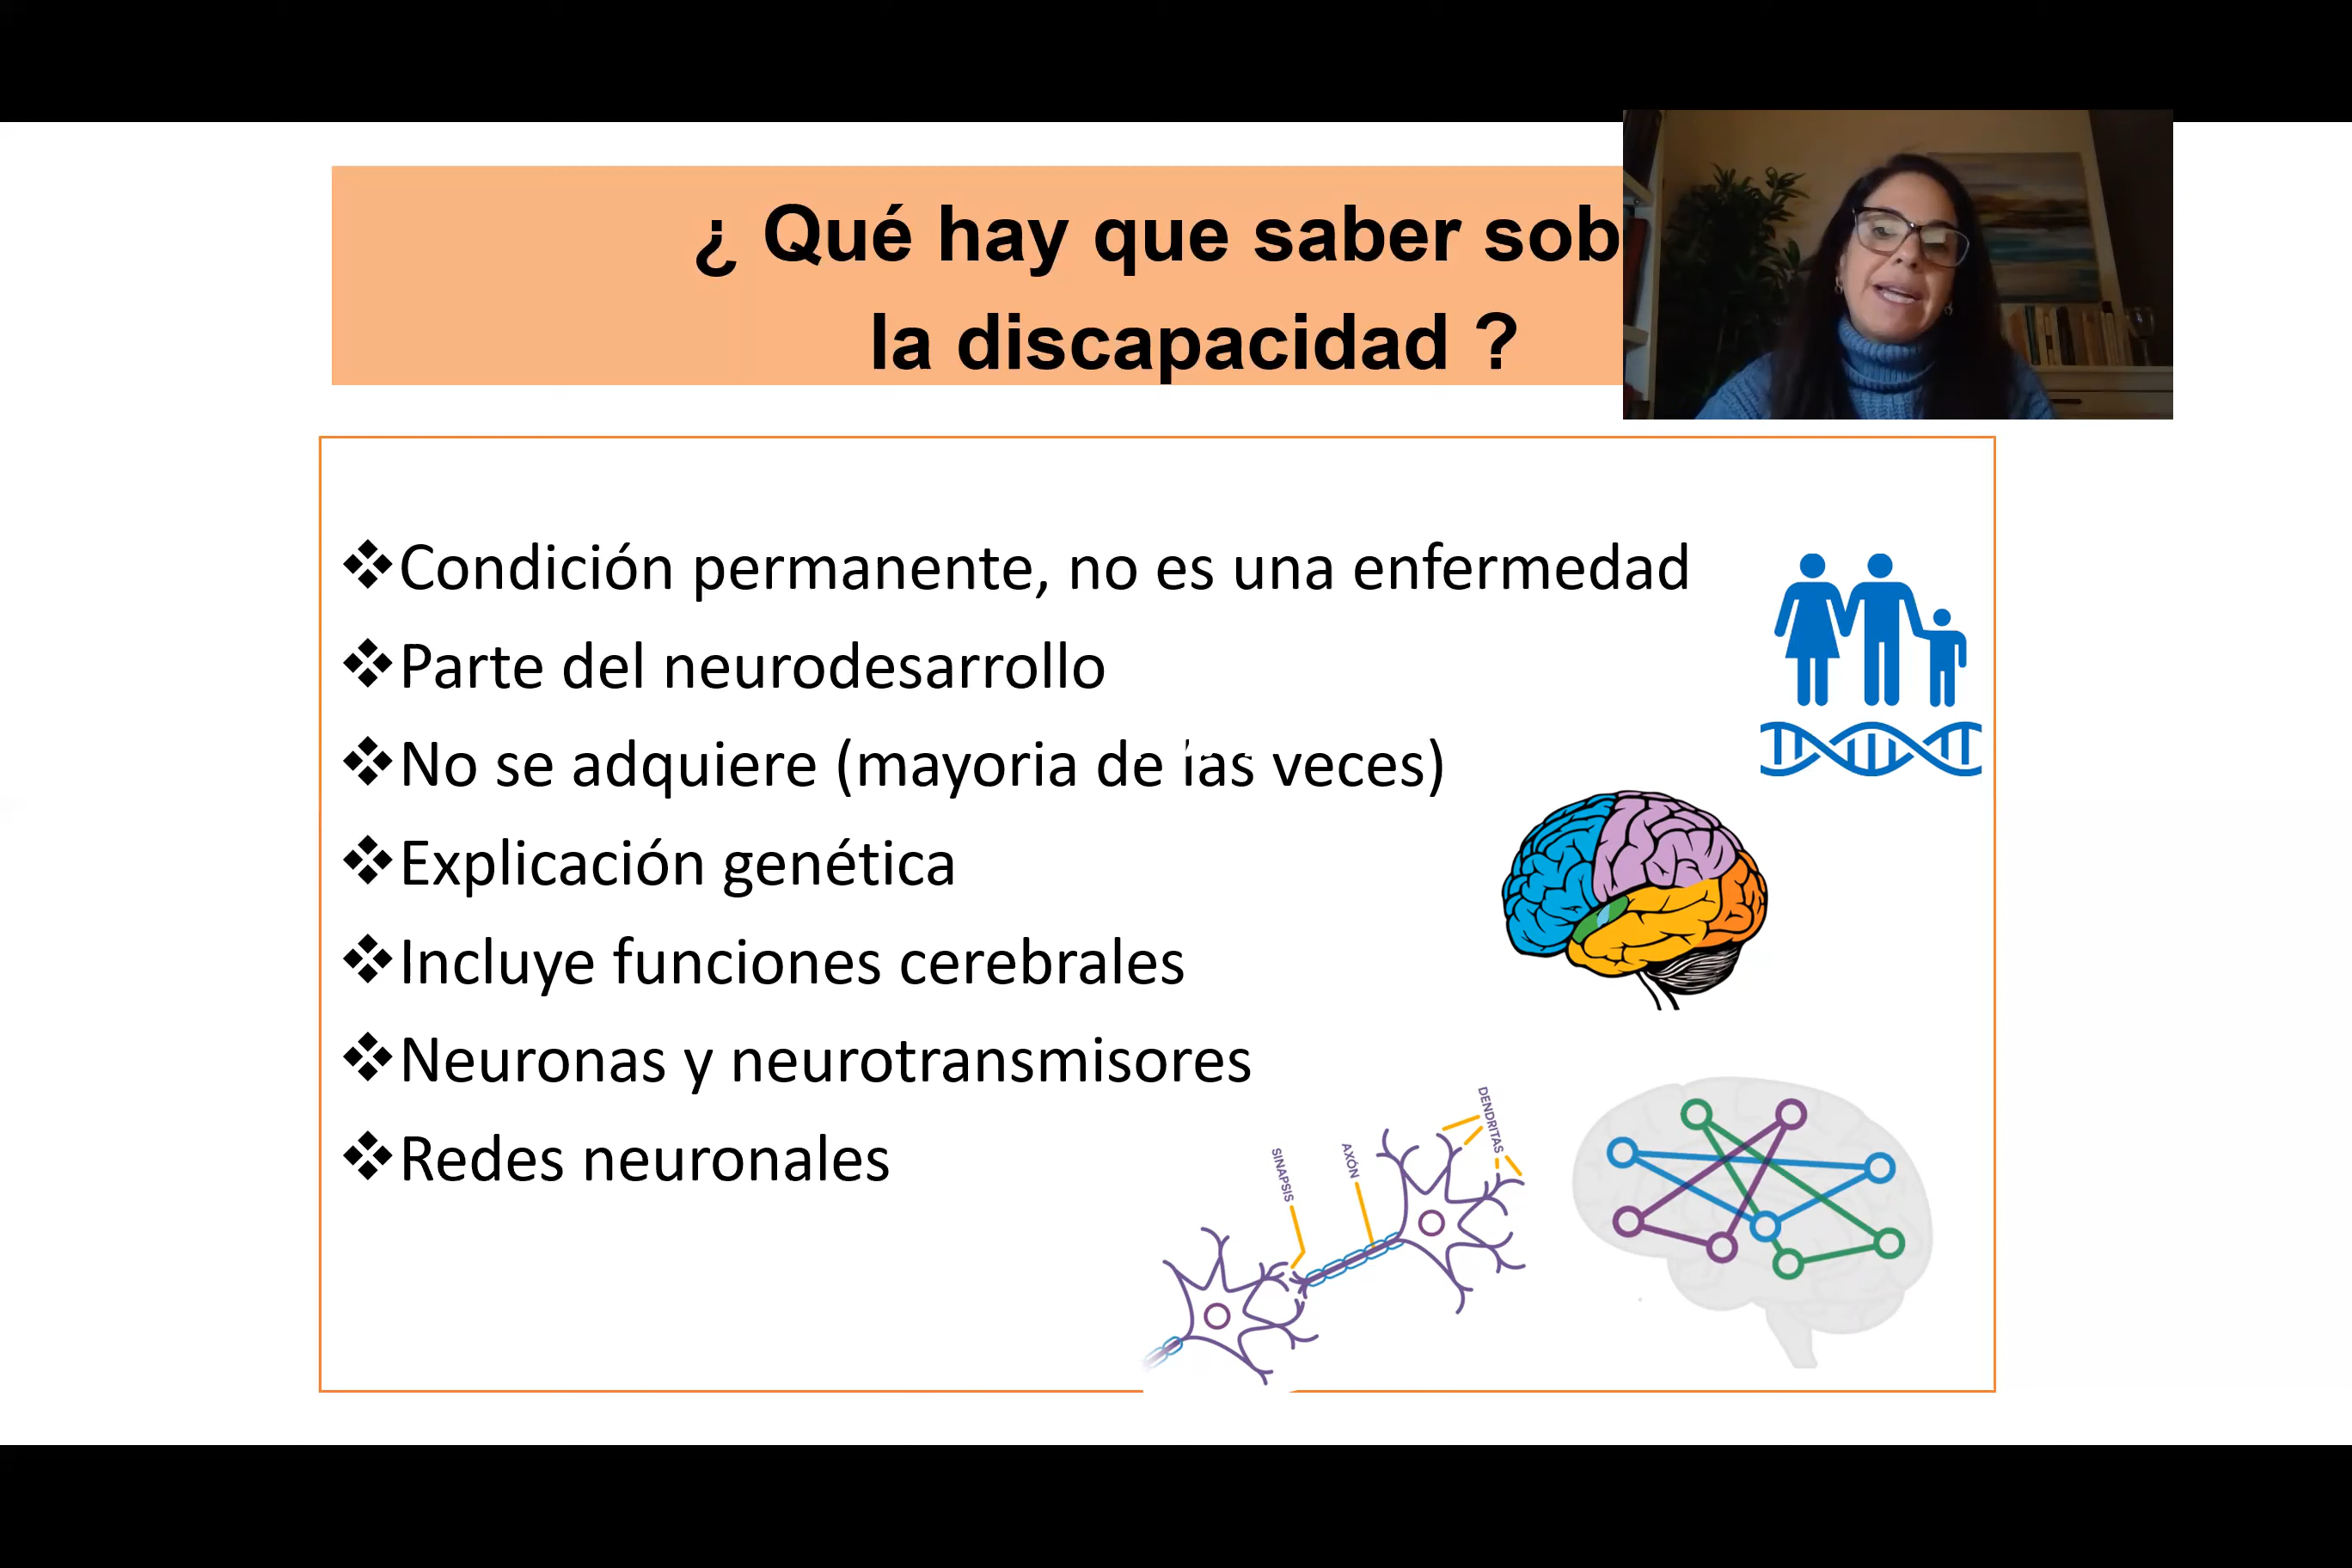 ¿ Qué hay que saber sob
la discapacidad ?
❖Condición permanente, no es una enfermedad
❖Parte del neurodesarrollo
❖No se adquiere (mayoria de las veces)
❖Explicación genética
❖Incluye funciones cerebrales
❖Neuronas y neurotransmisores
❖Redes neuronales
SINAPSIS
AXÓN
DENDRITAS